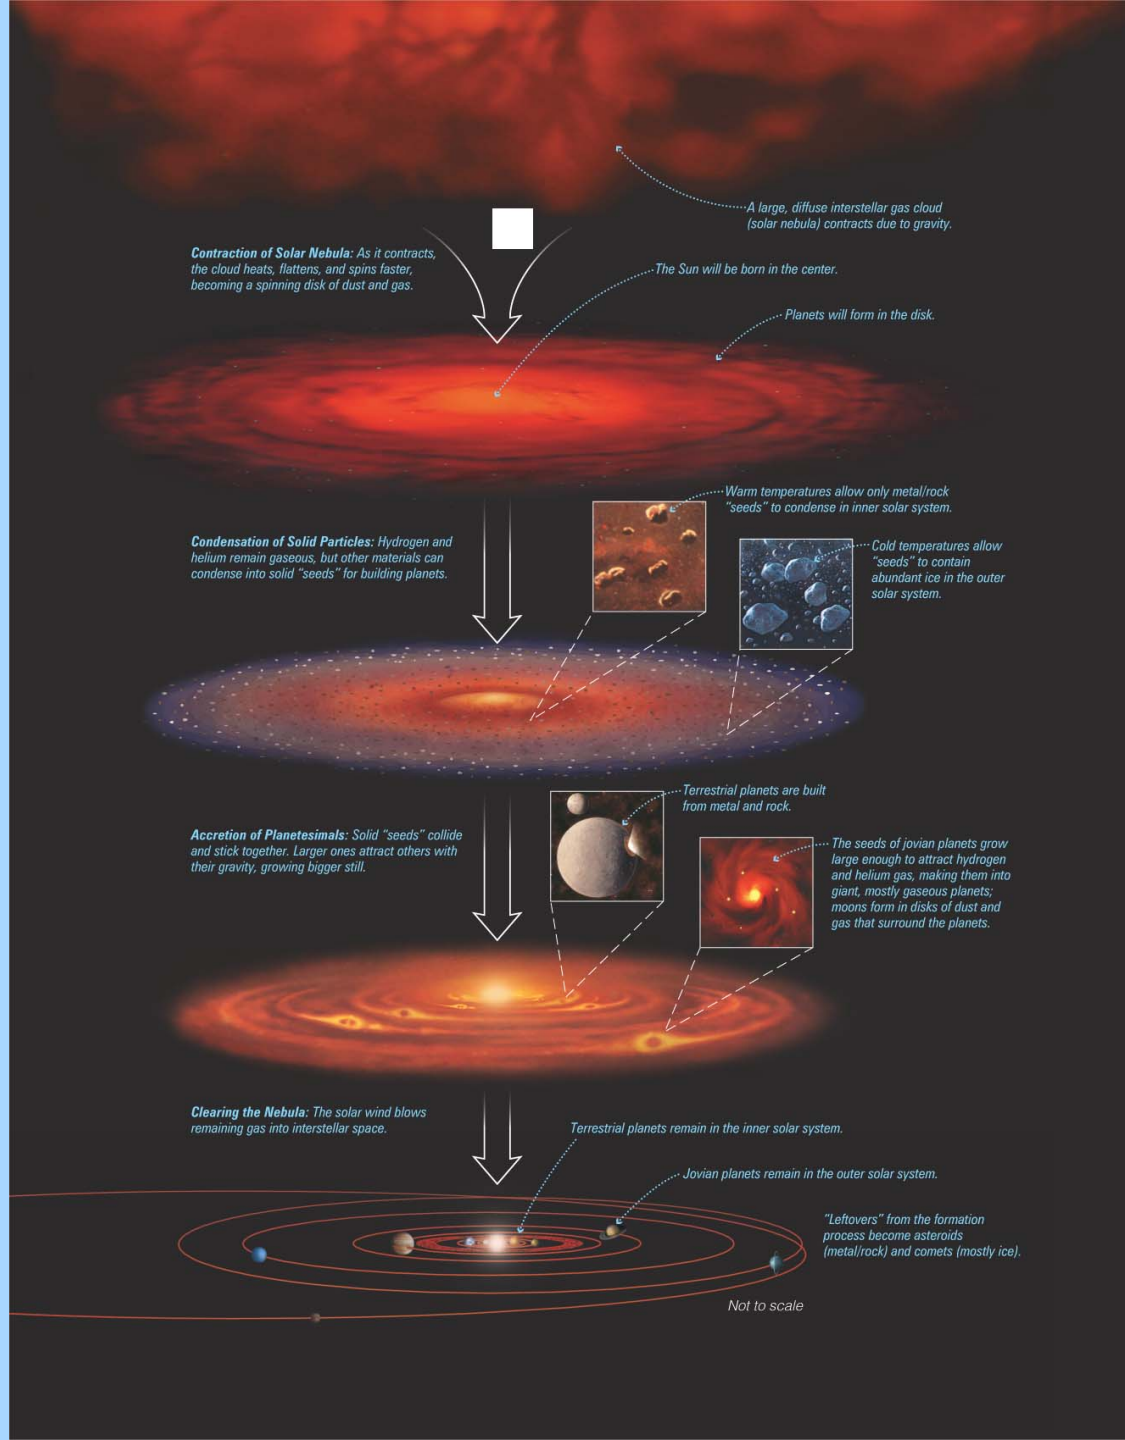 A large, diffuse interstellar gas cloud
(solar nebula) contracts due to gravity.
Contraction of Solar Nebula: As it contracts,
the cloud heats, flattens, and spins faster,
becoming a spinning disk of dust and gas.
The Sun will be born in the center.
Planets will form in the disk.
Warm temperatures allow only metal/rock
“seeds” to condense in inner solar system.
Condensation of Solid Particles: Hydrogen and
helium remain gaseous, but other materials can
condense into solid “seeds” for building planets.
Cold temperatures allow
“seeds” to contain
abundant ice in the outer
solar system.
Terrestrial planets are built
from metal and rock.
Accretion of Planetesimals: Solid “seeds” collide
and stick together. Larger ones attract others with
their gravity, growing bigger still.
The seeds of jovian planets grow
large enough to attract hydrogen
and helium gas, making them into
giant, mostly gaseous planets;
moons form in disks of dust and
gas that surround the planets.
Clearing the Nebula: The solar wind blows
remaining gas into interstellar space.
Terrestrial planets remain in the inner solar system.
Jovian planets remain in the outer solar system.
“Leftovers” from the formation
process become asteroids
(metal/rock) and comets (mostly ice).
Not to scale